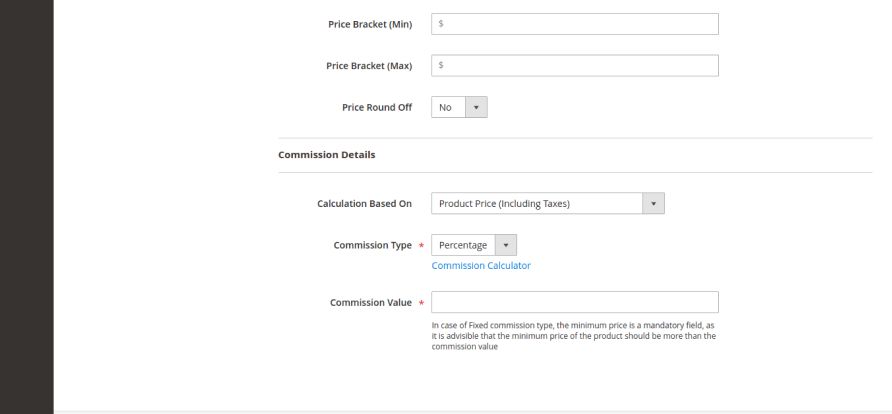 Price Bracket (Min) $
Price Bracket (Max) $
Price Round Off No
Commission Details
Calculation Based On Product Price (Including Taxes)
Commission Type * Percentage
Commission Calculator
Commission Value *
In case of Fixed commission type, the minimum price is a mandatory field, as
it is advisible that the minimum price of the product should be more than the
commission value